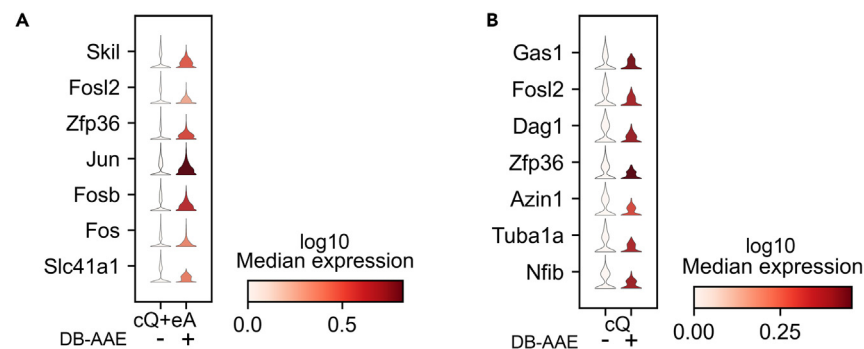 A
Skil
Fosl2
Zfp36
Jun
Fosb
Fos
Slc41a1
cQ+eA
DB-AAE - +
log10
Median expression
0.0 0.5
B
Gas1
Fosl2
Dag1
Zfp36
Azin1
Tuba1a
Nfib
cQ
DB-AAE - +
log10
Median expression
0.00 0.25